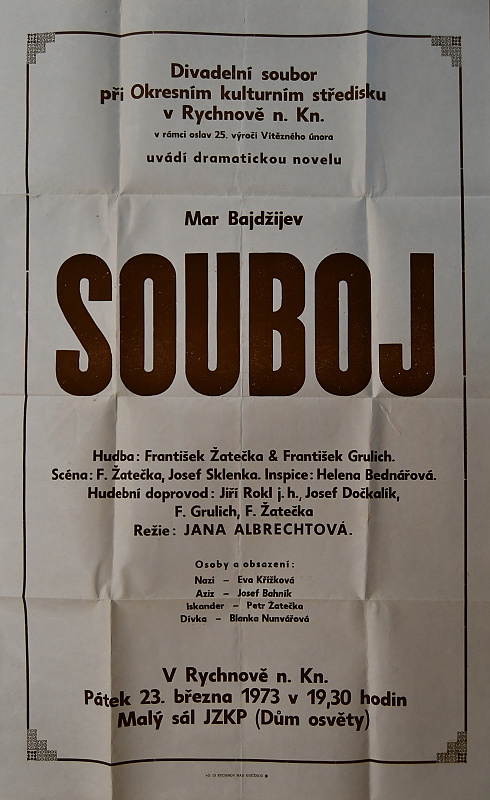 Divadelní soubor
při Okresním kulturním středisku
v Rychnově n. Kn.
v rámci oslav 25. výročí Vítězného února
uvádí dramatickou novelu
Mar Bajdžijev
SOUBOJ
Hudba: František Žatečka & František Grulich.
Scéna: F. Žatečka, Josef Sklenka. Inspice: Helena Bednářová.
Hudební doprovod: Jiří Rokl j. h., Josef Dočkalík,
F. Grulich, F. Žatečka
Režie: JANA ALBRECHTOVÁ.
Osoby a obsazení:
Nazi – Eva Křížková
Aziz – Josef Bahník
Iskander – Petr Žatečka
Dívka – Blanka Nunvářová
V Rychnově n. Kn.
Pátek 23. března 1973 v 19,30 hodin
Malý sál JZKP (Dům osvěty)